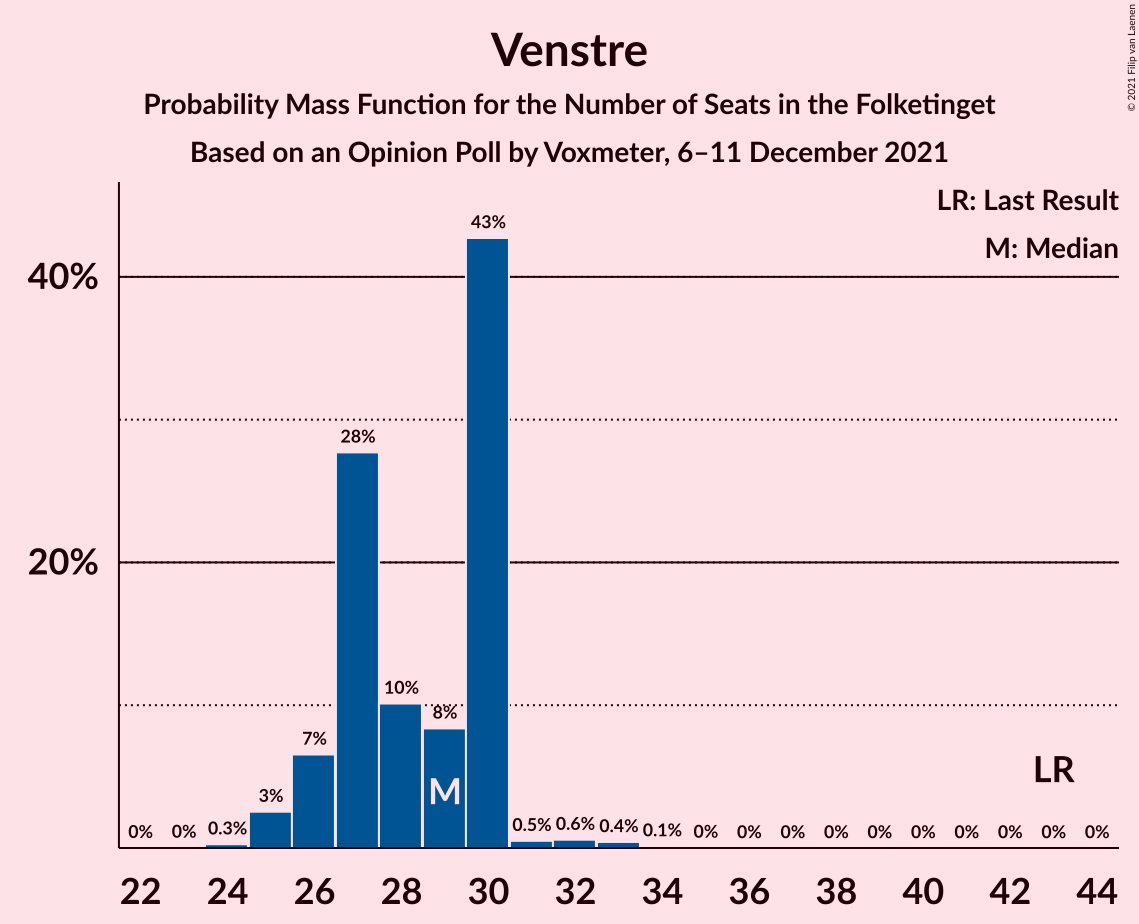 © 2021 Filip van Laenen
Venstre
Probability Mass Function for the Number of Seats in the Folketinget
Based on an Opinion Poll by Voxmeter, 6–11 December 2021
LR: Last Result
M: Median
43%
40%
28%
20%
10%
8%
7%
M
LR
3%
0% 0% 0.3% 0.5% 0.6% 0.4% 0.1% 0% 0% 0% 0% 0% 0% 0% 0% 0% 0%
22 24 26 28 30 32 34 36 38 40 42 44